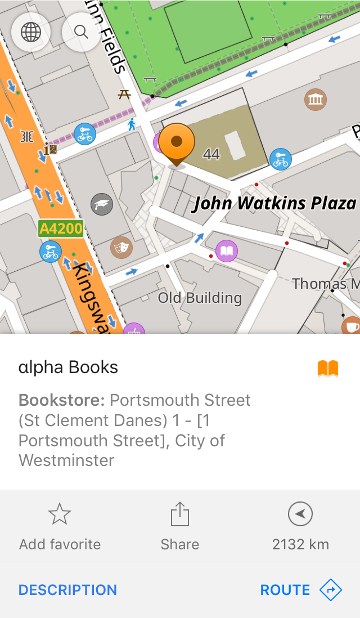 nn Fields
44
John Watkins Plaza
A4200
Kingswa
Old Building
Thomas M
αlpha Books
Bookstore: Portsmouth Street
(St Clement Danes) 1 - [1
Portsmouth Street], City of
Westminster
Add favorite
Share
2132 km
DESCRIPTION
ROUTE